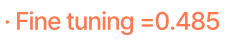 · Fine tuning =0.485